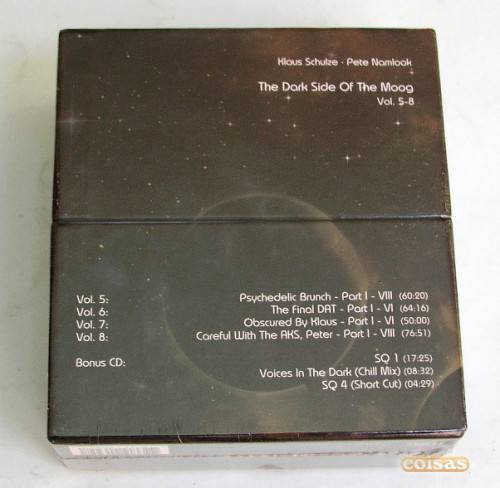 Klaus Schulze · Pete Namlook
The Dark Side Of The Moog
Vol. 5-8
Vol. 5: Psychedelic Brunch - Part I - VIII (60:20)
Vol. 6: The Final DAT - Part I - VI (64:16)
Vol. 7: Obscured By Klaus - Part I - VI (50:00)
Vol. 8: Careful With The AKS, Peter - Part I - VIII (76:51)
Bonus CD: SQ 1 (17:25)
Voices In The Dark (Chill Mix) (08:32)
SQ 4 (Short Cut) (04:29)
coisas